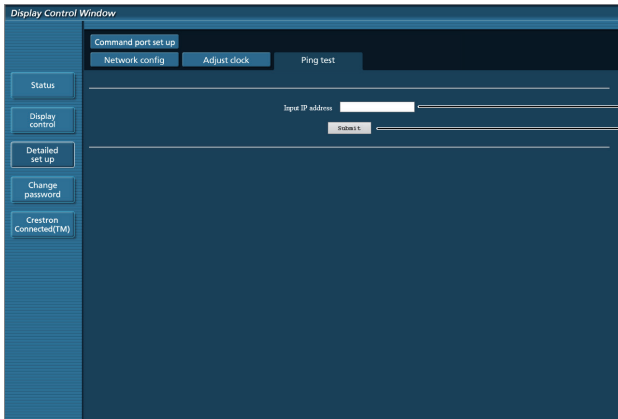 Display Control Window
Command port set up
Network config
Adjust clock
Ping test
Status
Display
control
Detailed
set up
Change
password
Crestron
Connected(TM)
Input IP address
Submit